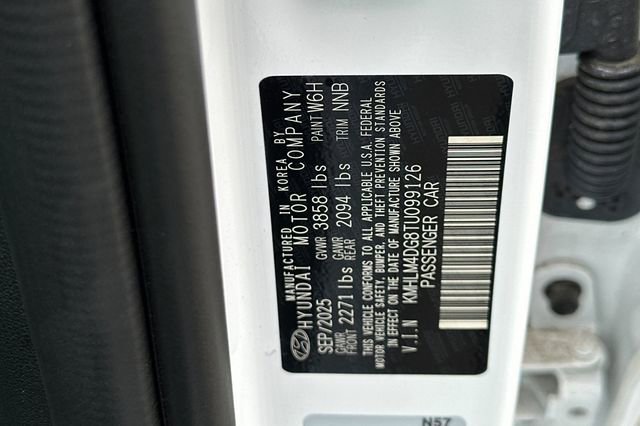 MANUFACTURED IN KOREA BY
HYUNDAI MOTOR COMPANY
SEP/2025 GVWR 3858 lbs PAINT W6H
GAWR FRONT 2271 lbs GAWR REAR 2094 lbs TRIM NNB
THIS VEHICLE CONFORMS TO ALL APPLICABLE U.S.A. FEDERAL
MOTOR VEHICLE SAFETY, BUMPER, AND THEFT PREVENTION STANDARDS
IN EFFECT ON THE DATE OF MANUFACTURE SHOWN ABOVE
V.I.N KMHLM4DG8TU099126
PASSENGER CAR
N57